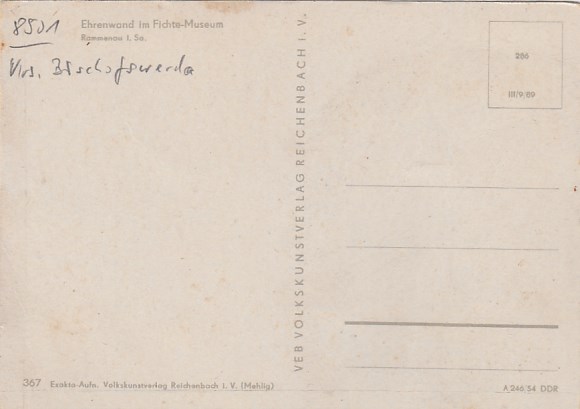 8501
Ehrenwand im Fichte-Museum
Rammenau i. Sa.
Krs. Bischofswerda
VEB VOLKSKUNSTVERLAG REICHENBACH I. V.
286
III/9/89
367 Exakta-Aufn. Volkskunstverlag Reichenbach i. V. (Mehlig)
A 246/54 DDR